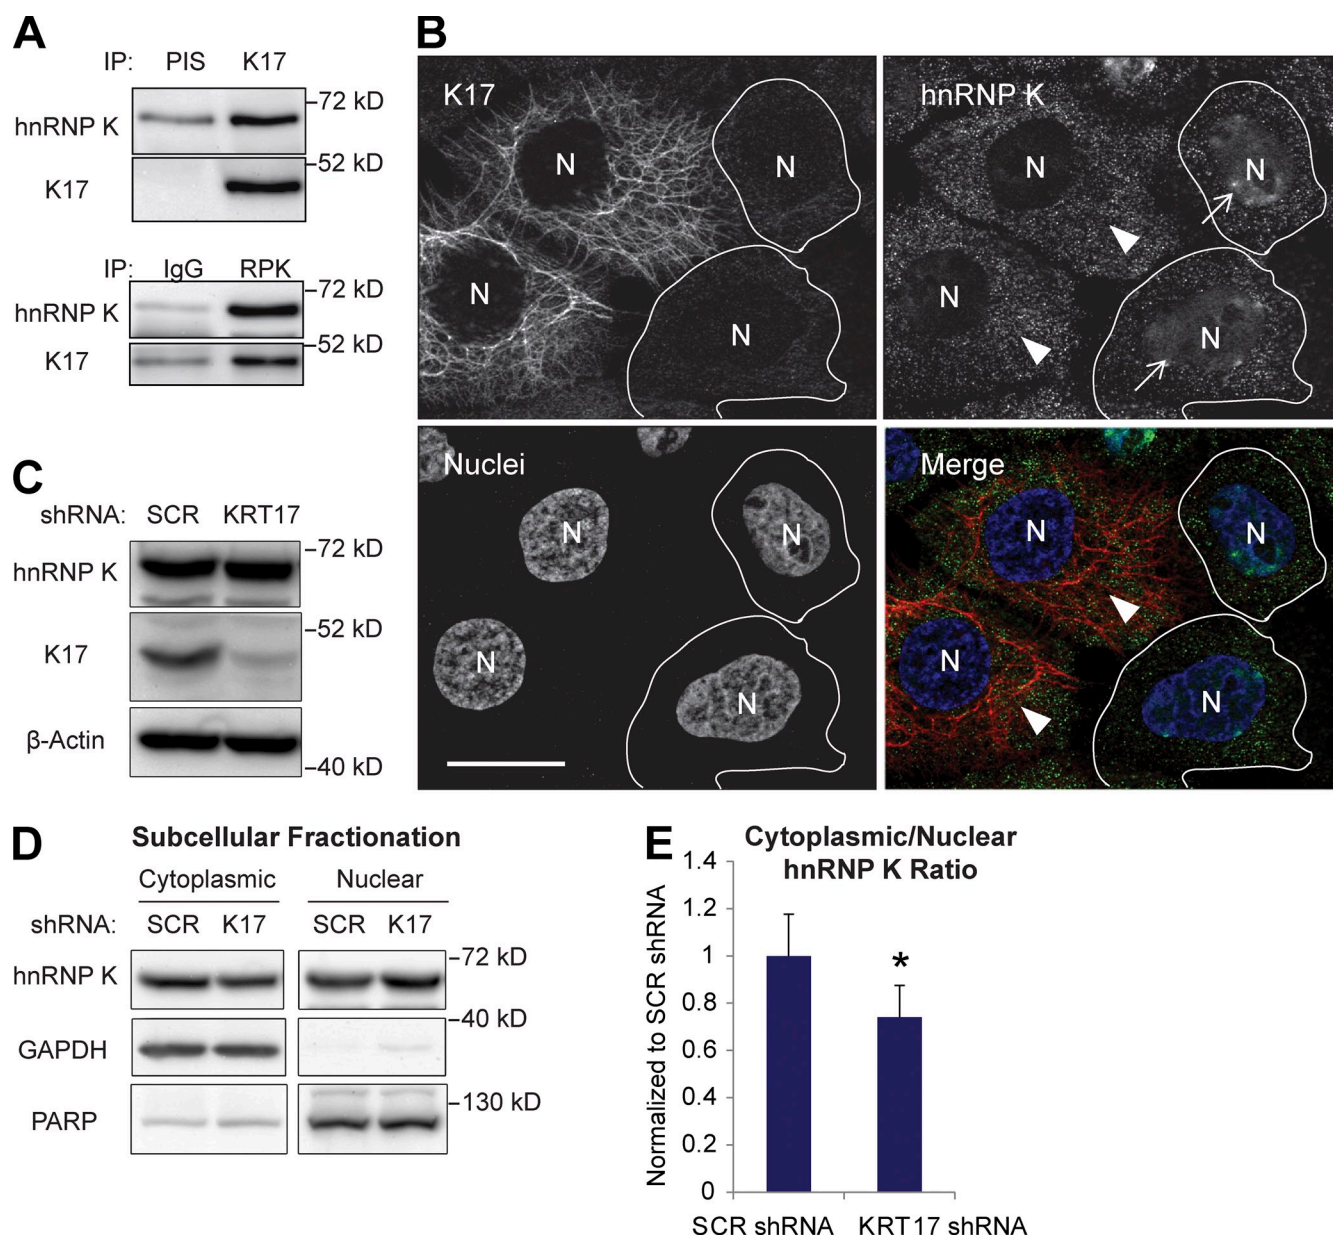 A
IP: PIS K17
hnRNP K
–72 kD
K17
–52 kD
IP: IgG RPK
hnRNP K
–72 kD
K17
–52 kD
B
K17
N
N
N
N
hnRNP K
N
N
N
N
Nuclei
N
N
N
N
Merge
N
N
N
N
C
shRNA: SCR KRT17
hnRNP K
–72 kD
K17
–52 kD
β-Actin
–40 kD
D
Subcellular Fractionation
Cytoplasmic Nuclear
shRNA: SCR K17 SCR K17
hnRNP K
–72 kD
GAPDH
–40 kD
PARP
–130 kD
E
Cytoplasmic/Nuclear
hnRNP K Ratio
Normalized to SCR shRNA
1.4
1.2
1
0.8
0.6
0.4
0.2
0
*
SCR shRNA KRT17 shRNA